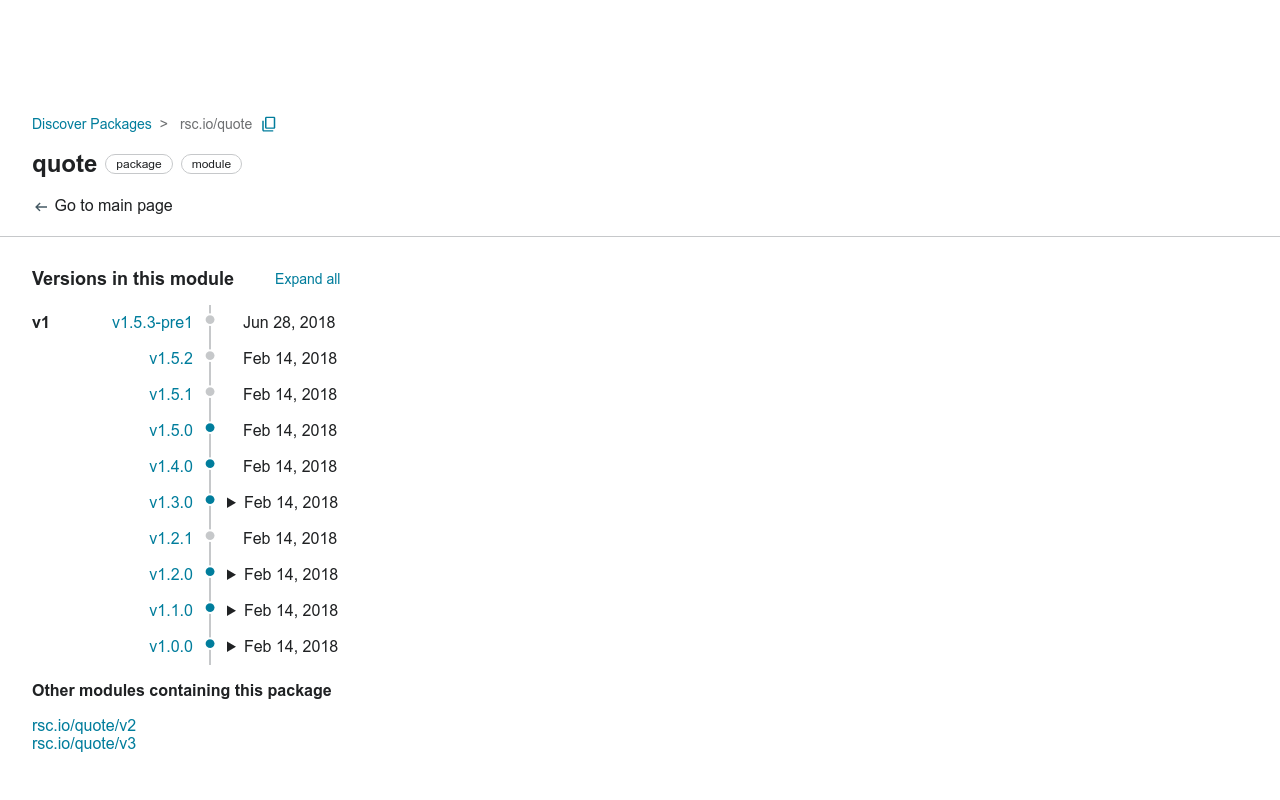 Discover Packages > rsc.io/quote
quote package module
← Go to main page
Versions in this module Expand all
v1 v1.5.3-pre1 Jun 28, 2018
v1.5.2 Feb 14, 2018
v1.5.1 Feb 14, 2018
v1.5.0 Feb 14, 2018
v1.4.0 Feb 14, 2018
v1.3.0 Feb 14, 2018
v1.2.1 Feb 14, 2018
v1.2.0 Feb 14, 2018
v1.1.0 Feb 14, 2018
v1.0.0 Feb 14, 2018
Other modules containing this package
rsc.io/quote/v2
rsc.io/quote/v3